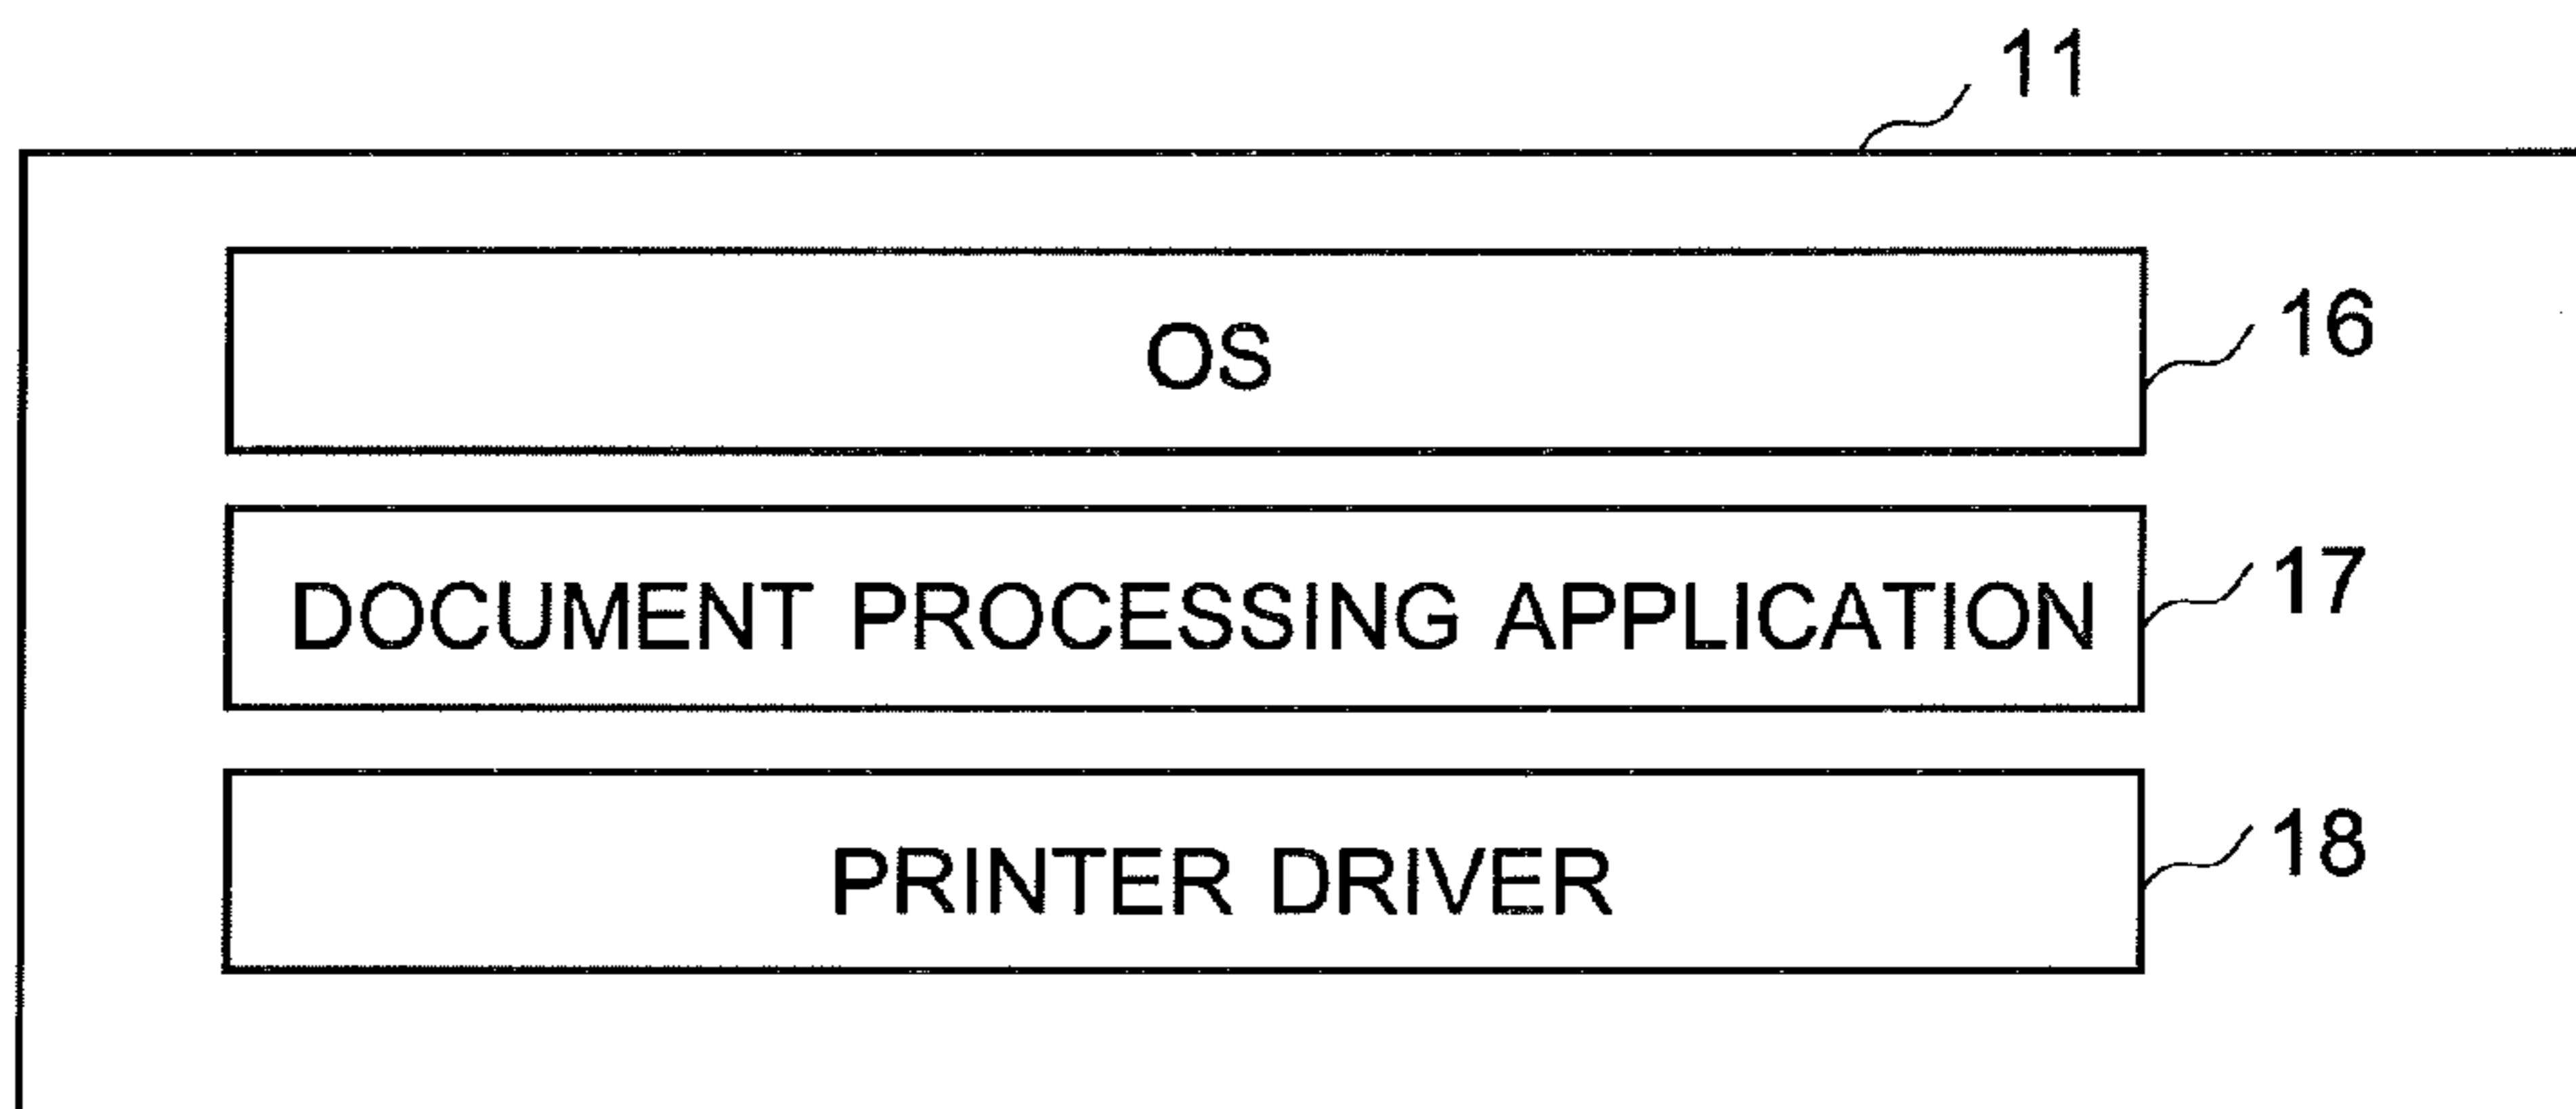 11
OS
16
DOCUMENT PROCESSING APPLICATION
17
PRINTER DRIVER
18